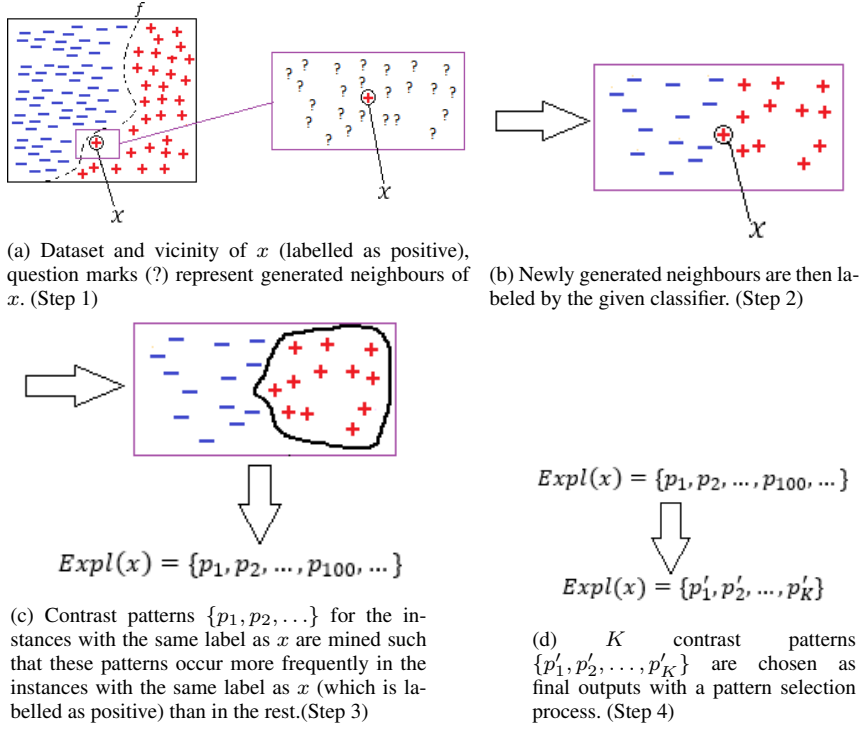 f
? ? ? ? ? ? ? ? ? ? ? ? ? ? ? ? ? ? ? ? ? ?
x
x
x
(a) Dataset and vicinity of x (labelled as positive),
question marks (?) represent generated neighbours of
x. (Step 1)
(b) Newly generated neighbours are then la-
beled by the given classifier. (Step 2)
Expl(x) = {p₁, p₂, ..., p₁₀₀, ...}
(c) Contrast patterns {p₁, p₂, . . .} for the in-
stances with the same label as x are mined such
that these patterns occur more frequently in the
instances with the same label as x (which is la-
belled as positive) than in the rest.(Step 3)
Expl(x) = {p₁, p₂, ..., p₁₀₀, ...}
Expl(x) = {p′₁, p′₂, ..., p′_K}
(d) K contrast patterns
{p′₁, p′₂, . . . , p′_K} are chosen as
final outputs with a pattern selection
process. (Step 4)